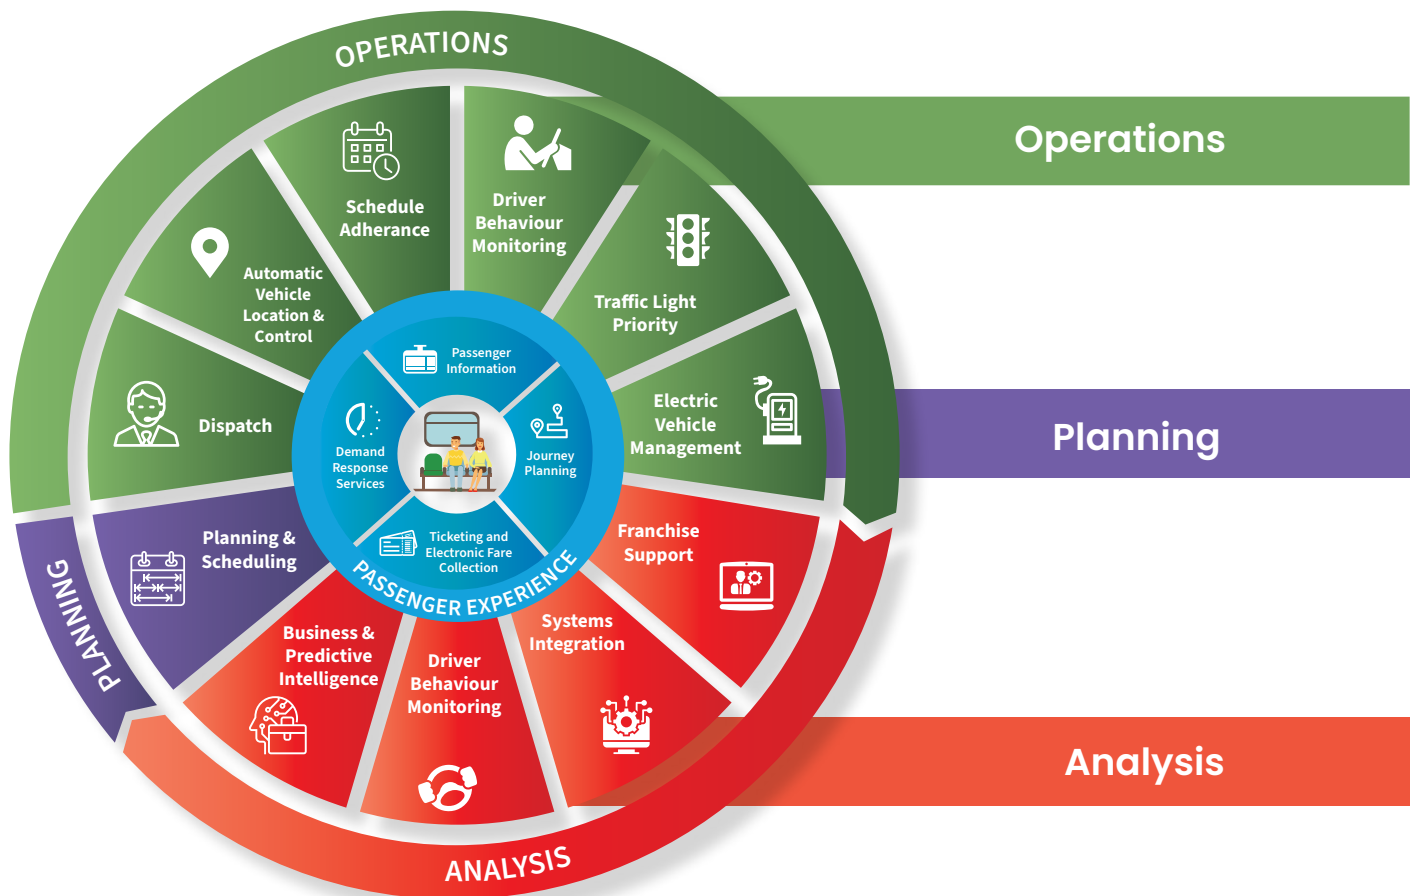 OPERATIONS
Operations
Schedule
Adherance
Driver
Behaviour
Monitoring
Automatic
Vehicle
Location &
Control
Traffic Light
Priority
Dispatch
Electric
Vehicle
Management
Planning
Passenger
Information
Demand
Response
Services
Journey
Planning
Ticketing and
Electronic Fare
Collection
PASSENGER EXPERIENCE
PLANNING
Planning &
Scheduling
Franchise
Support
Business &
Predictive
Intelligence
Driver
Behaviour
Monitoring
Systems
Integration
Analysis
ANALYSIS